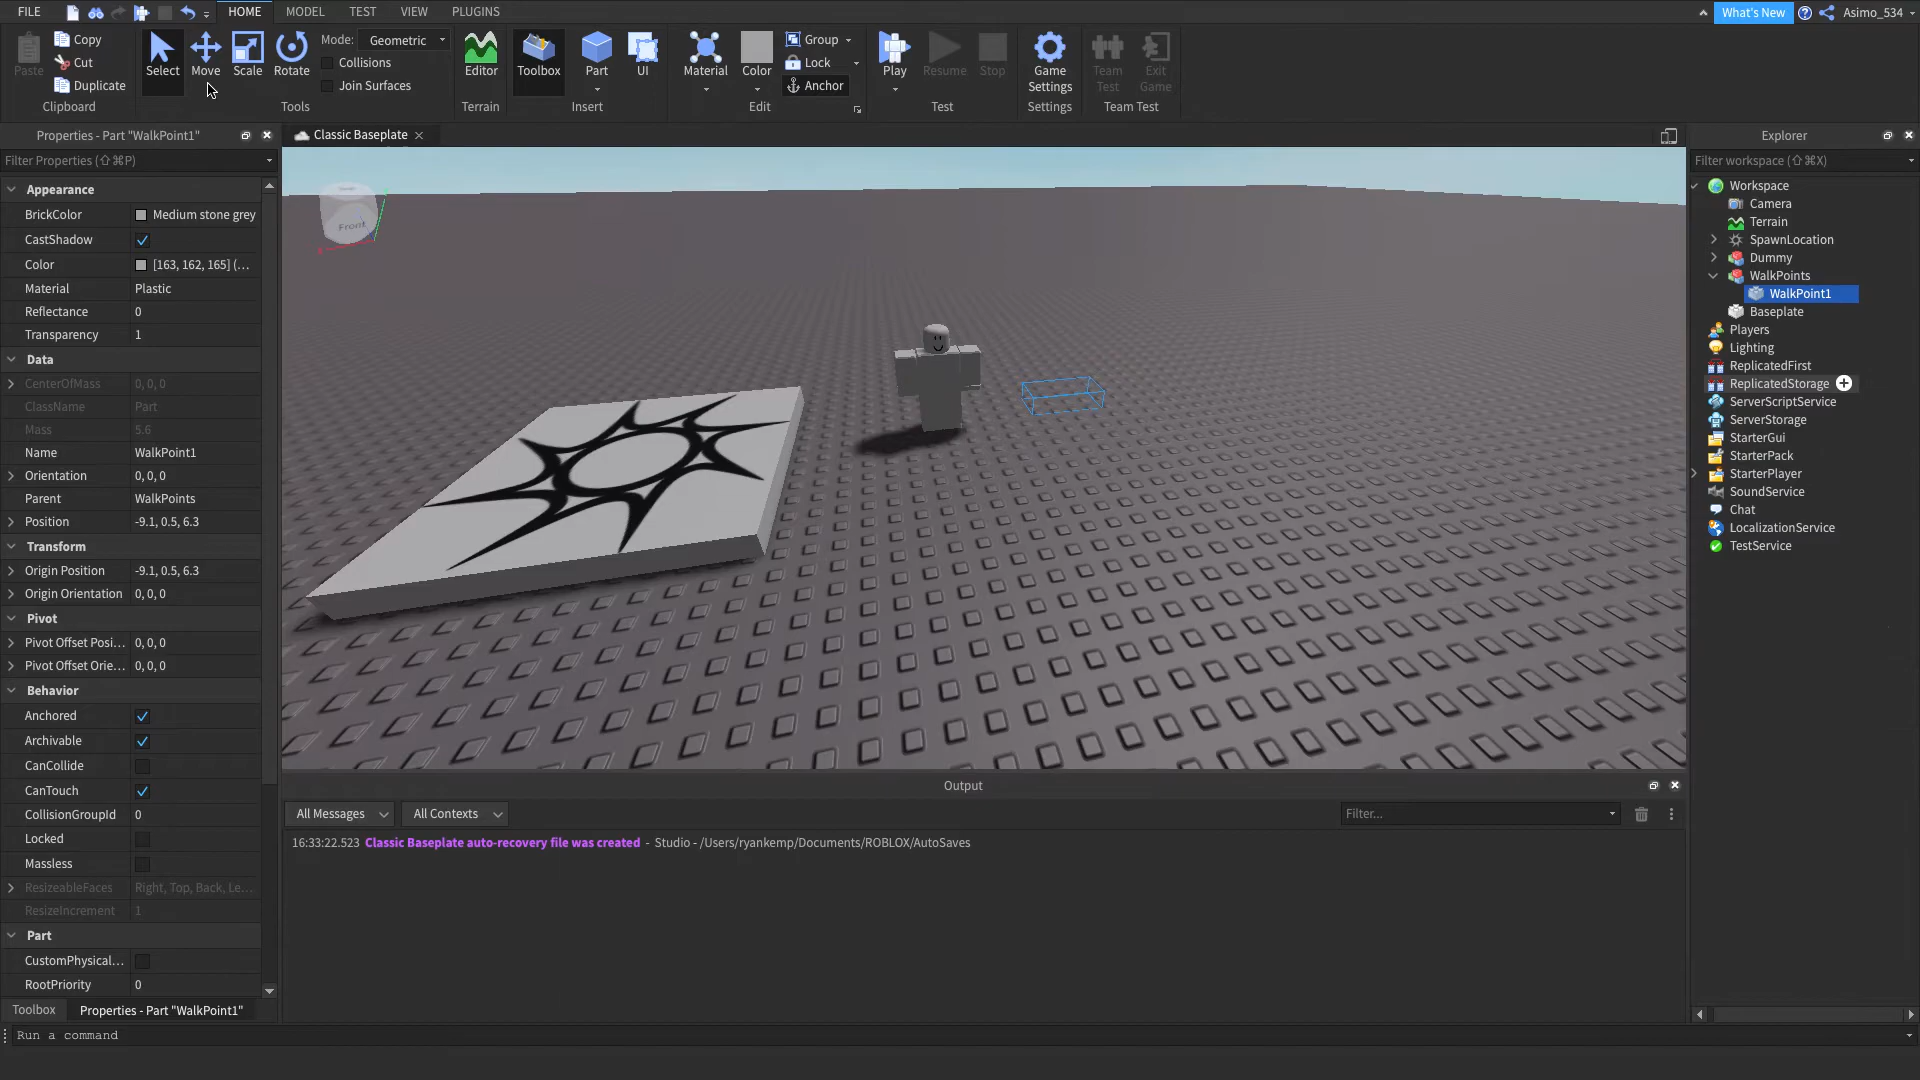 FILE HOME MODEL TEST VIEW PLUGINS What's New Asimo_534
Paste Copy Cut Duplicate Clipboard
Select Move Scale Rotate Mode: Geometric Collisions Join Surfaces Tools
Editor Terrain
Toolbox Part UI Insert
Material Color Group Lock Anchor Edit
Play Resume Stop Test
Game Settings Settings
Team Test Exit Game Team Test
Properties - Part "WalkPoint1"
Filter Properties (⇧⌘P)
Appearance
BrickColor Medium stone grey
CastShadow
Color [163, 162, 165] (...
Material Plastic
Reflectance 0
Transparency 1
Data
CenterOfMass 0, 0, 0
ClassName Part
Mass 5.6
Name WalkPoint1
Orientation 0, 0, 0
Parent WalkPoints
Position -9.1, 0.5, 6.3
Transform
Origin Position -9.1, 0.5, 6.3
Origin Orientation 0, 0, 0
Pivot
Pivot Offset Posi... 0, 0, 0
Pivot Offset Orie... 0, 0, 0
Behavior
Anchored
Archivable
CanCollide
CanTouch
CollisionGroupId 0
Locked
Massless
ResizeableFaces Right, Top, Back, Le...
ResizeIncrement 1
Part
CustomPhysical...
RootPriority 0
Toolbox Properties - Part "WalkPoint1"
Run a command
Classic Baseplate
Front
Output
All Messages All Contexts Filter...
16:33:22.523 Classic Baseplate auto-recovery file was created - Studio - /Users/ryankemp/Documents/ROBLOX/AutoSaves
Explorer
Filter workspace (⇧⌘X)
Workspace
Camera
Terrain
SpawnLocation
Dummy
WalkPoints
WalkPoint1
Baseplate
Players
Lighting
ReplicatedFirst
ReplicatedStorage
ServerScriptService
ServerStorage
StarterGui
StarterPack
StarterPlayer
SoundService
Chat
LocalizationService
TestService